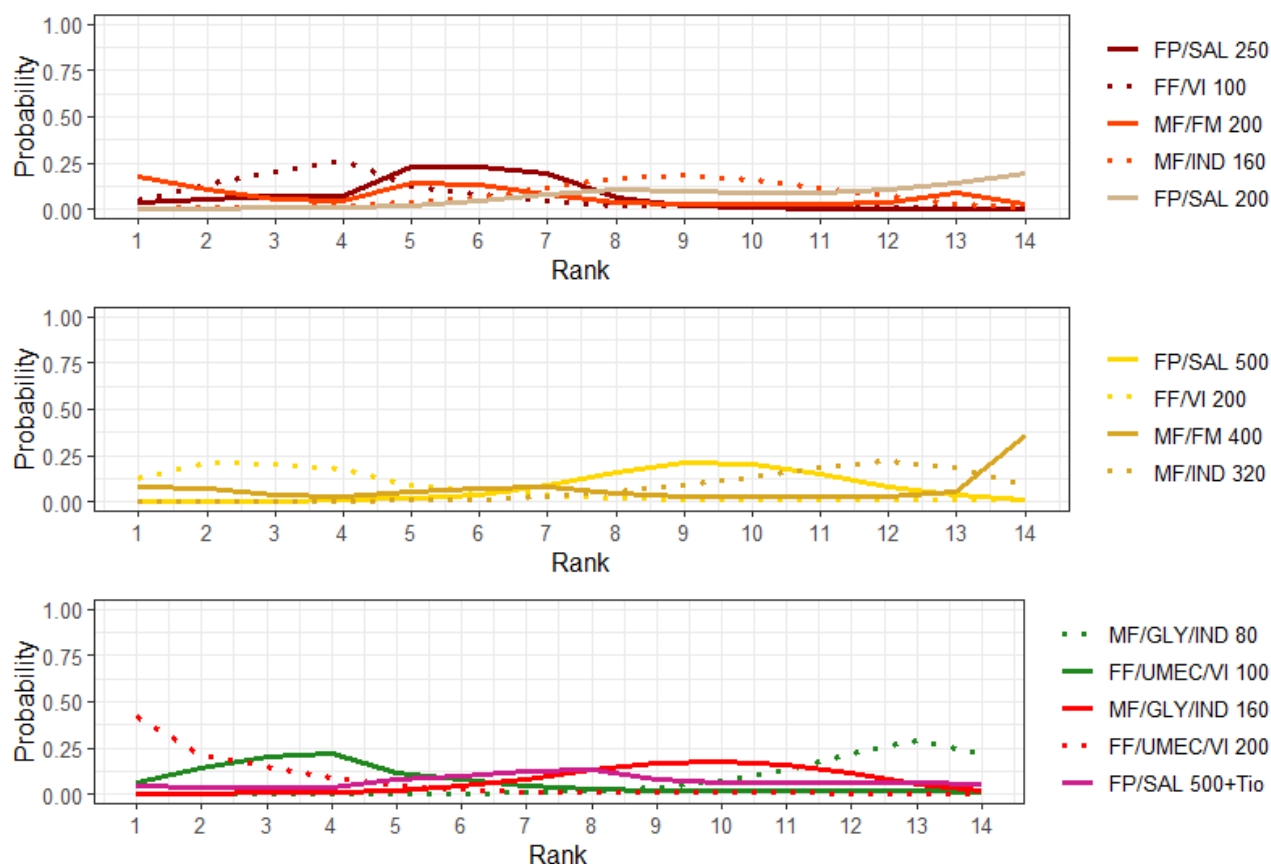 Probability
1.00
0.75
0.50
0.25
0.00
1 2 3 4 5 6 7 8 9 10 11 12 13 14
Rank
FP/SAL 250
FF/VI 100
MF/FM 200
MF/IND 160
FP/SAL 200
Probability
1.00
0.75
0.50
0.25
0.00
1 2 3 4 5 6 7 8 9 10 11 12 13 14
Rank
FP/SAL 500
FF/VI 200
MF/FM 400
MF/IND 320
Probability
1.00
0.75
0.50
0.25
0.00
1 2 3 4 5 6 7 8 9 10 11 12 13 14
Rank
MF/GLY/IND 80
FF/UMEC/VI 100
MF/GLY/IND 160
FF/UMEC/VI 200
FP/SAL 500+Tio